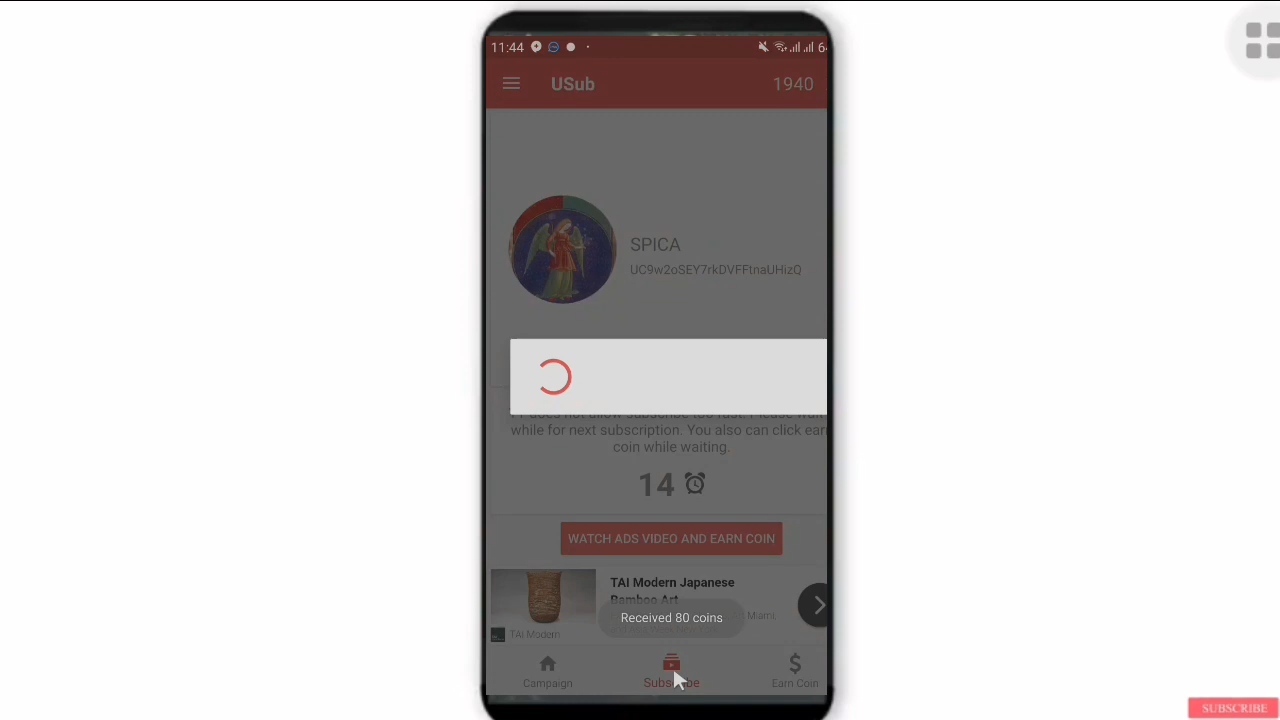 11:44
USub
1940
SPICA
UC9w2oSEY7rkDVFFtnaUHizQ
while for next subscription. You also can click earn
coin while waiting.
14
WATCH ADS VIDEO AND EARN COIN
TAI Modern Japanese
Bamboo Art
Miami,
Received 80 coins
TAI Modern
Campaign
Subscribe
Earn Coin
SUBSCRIBE